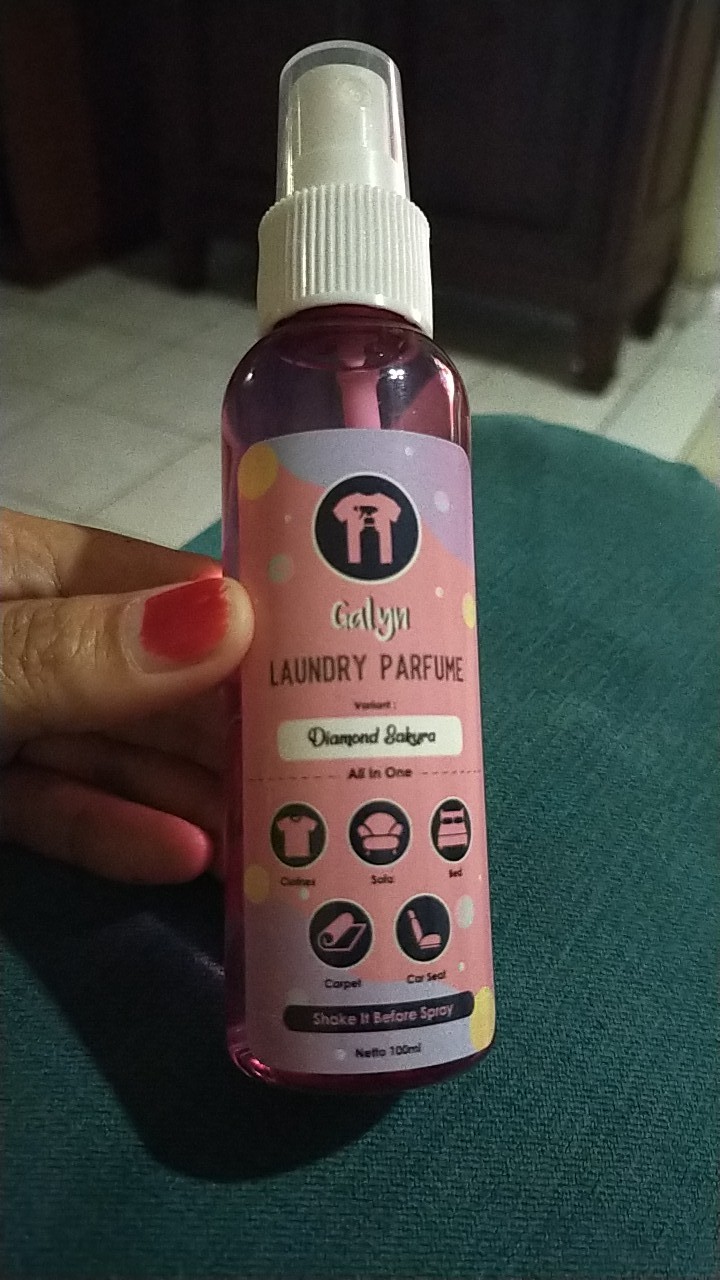 Galyn
LAUNDRY PARFUME
Variant :
Diamond Sakura
All In One
Clothes
Sofa
Bed
Carpet
Car Seat
Shake It Before Spray
Netto 100ml